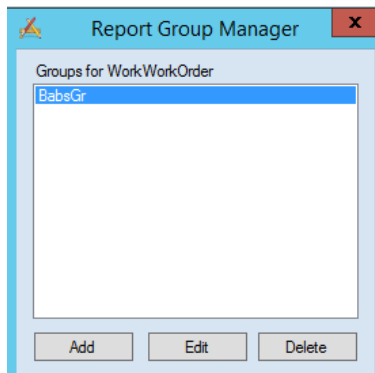 Report Group Manager
x
Groups for WorkWorkOrder
BabsGr
Add Edit Delete